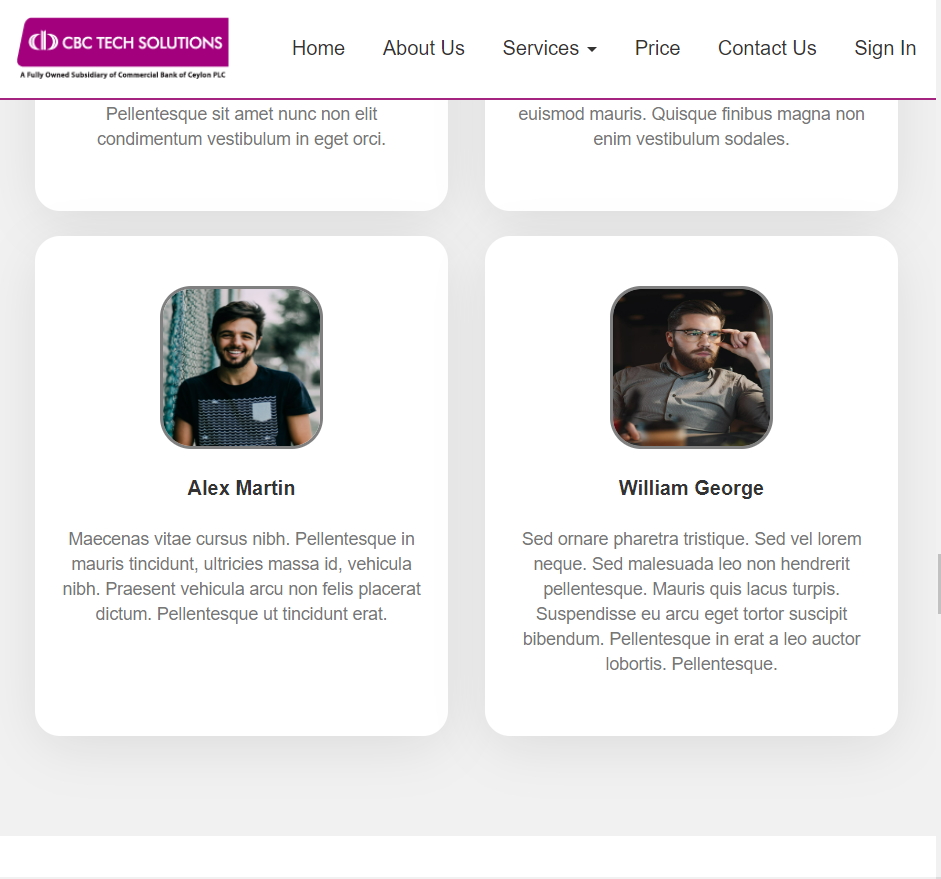 CBC TECH SOLUTIONS
A Fully Owned Subsidiary of Commercial Bank of Ceylon PLC
Home About Us Services Price Contact Us Sign In
Pellentesque sit amet nunc non elit
condimentum vestibulum in eget orci.
euismod mauris. Quisque finibus magna non
enim vestibulum sodales.
Alex Martin
Maecenas vitae cursus nibh. Pellentesque in
mauris tincidunt, ultricies massa id, vehicula
nibh. Praesent vehicula arcu non felis placerat
dictum. Pellentesque ut tincidunt erat.
William George
Sed ornare pharetra tristique. Sed vel lorem
neque. Sed malesuada leo non hendrerit
pellentesque. Mauris quis lacus turpis.
Suspendisse eu arcu eget tortor suscipit
bibendum. Pellentesque in erat a leo auctor
lobortis. Pellentesque.